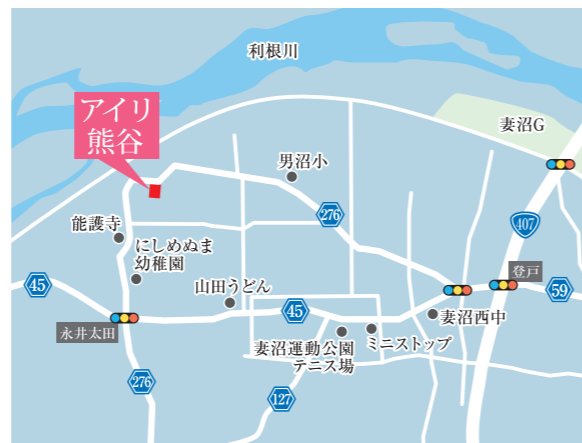 利根川
アイリ
熊谷
妻沼G
男沼小
276
407
能護寺
にしめぬま
幼稚園
登戸
45
山田うどん
45
59
永井太田
妻沼西中
妻沼運動公園
テニス場
ミニストップ
276
127